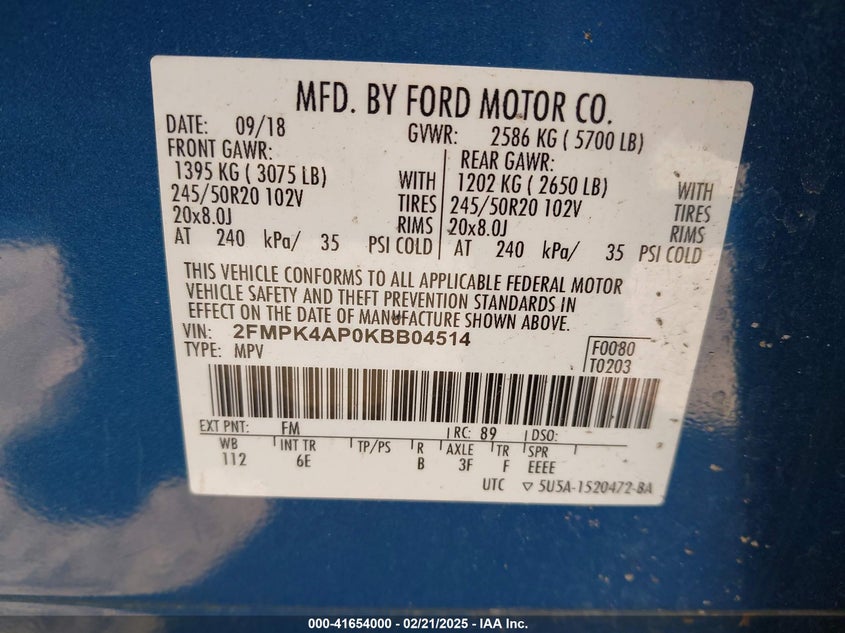 MFD. BY FORD MOTOR CO.
DATE: 09/18 GVWR: 2586 KG ( 5700 LB)
FRONT GAWR: REAR GAWR:
1395 KG ( 3075 LB) WITH 1202 KG ( 2650 LB) WITH
245/50R20 102V TIRES 245/50R20 102V TIRES
20x8.0J RIMS 20x8.0J RIMS
AT 240 kPa/ 35 PSI COLD AT 240 kPa/ 35 PSI COLD
THIS VEHICLE CONFORMS TO ALL APPLICABLE FEDERAL MOTOR
VEHICLE SAFETY AND THEFT PREVENTION STANDARDS IN
EFFECT ON THE DATE OF MANUFACTURE SHOWN ABOVE.
VIN: 2FMPK4AP0KBB04514
TYPE: MPV F0080
T0203
EXT PNT: FM RC: 89 DSO:
WB INT TR TP/PS R AXLE TR SPR
112 6E B 3F F EEEE
UTC ▽ 5U5A-1520472-BA
000-41654000 - 02/21/2025 - IAA Inc.